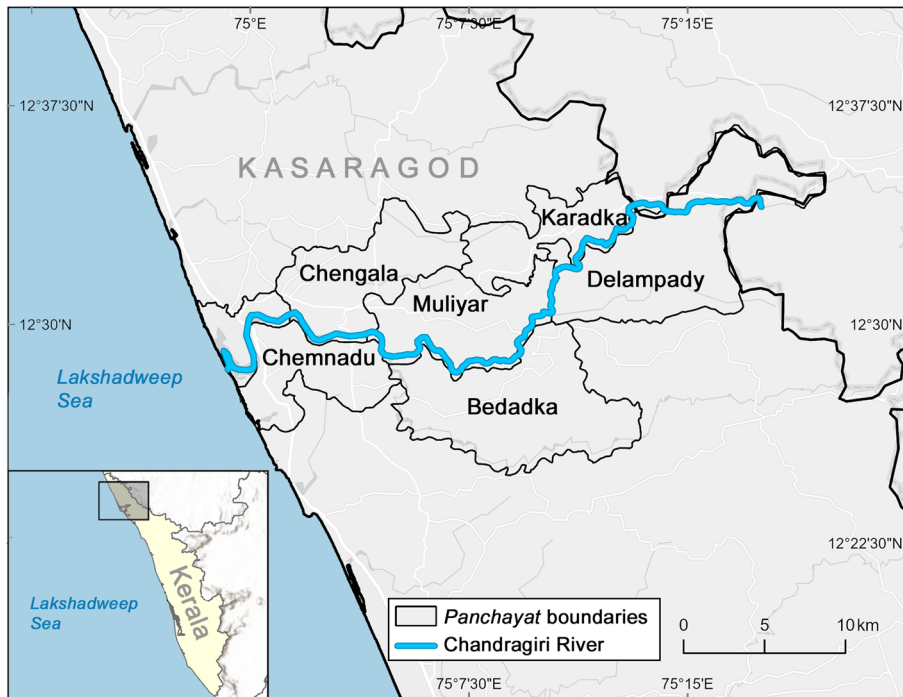 75°E 75°7'30"E 75°15'E
12°37'30"N 12°37'30"N
KASARAGOD
Karadka
Chengala
Delampady
Muliyar
12°30'N 12°30'N
Chemnadu
Lakshadweep
Sea
Bedadka
12°22'30"N
Kerala
Lakshadweep
Sea
Panchayat boundaries
Chandragiri River
0 5 10 km
75°7'30"E 75°15'E